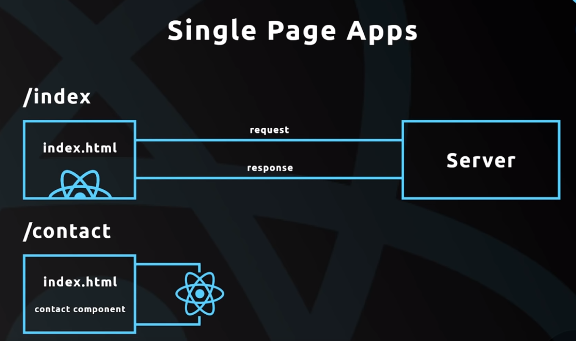 Single Page Apps
/index
request
index.html
Server
response
/contact
index.html
contact component